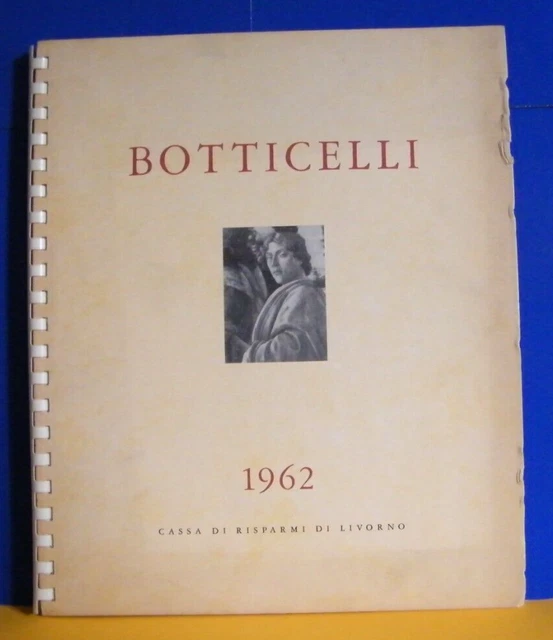 BOTTICELLI
1962
CASSA DI RISPARMI DI LIVORNO